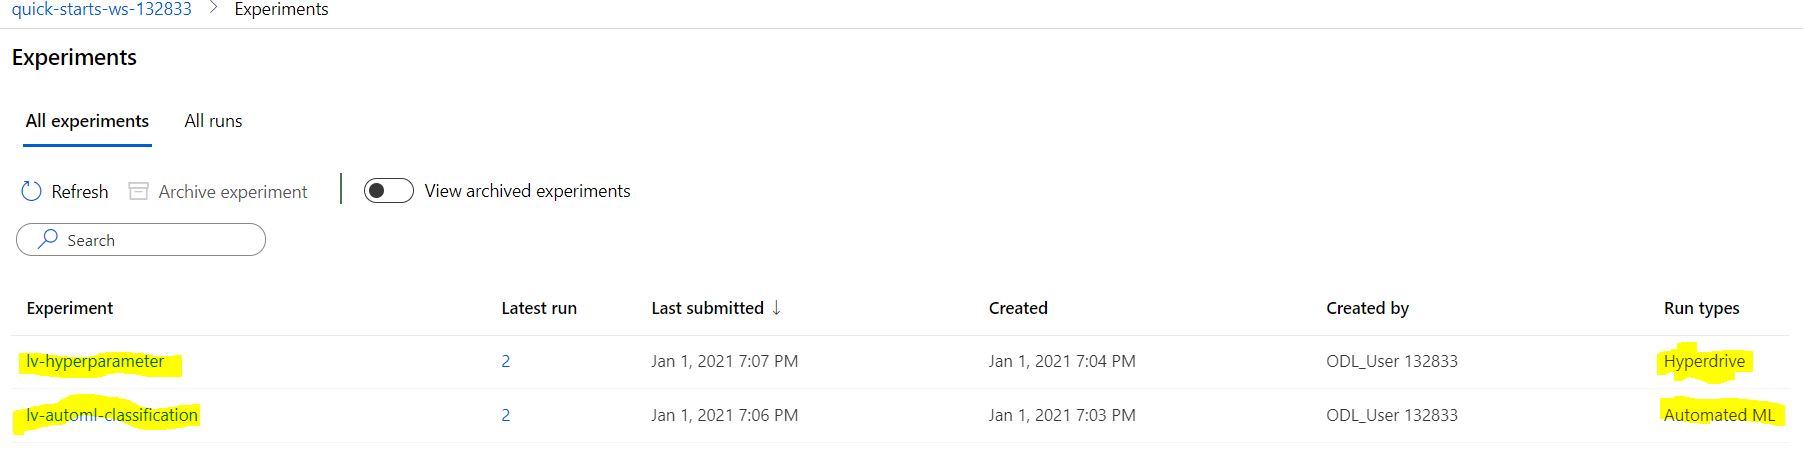 quick-starts-ws-132833 > Experiments
Experiments
All experiments All runs
Refresh Archive experiment View archived experiments
Search
Experiment Latest run Last submitted ↓ Created Created by Run types
lv-hyperparameter 2 Jan 1, 2021 7:07 PM Jan 1, 2021 7:04 PM ODL_User 132833 Hyperdrive
lv-automl-classification 2 Jan 1, 2021 7:06 PM Jan 1, 2021 7:03 PM ODL_User 132833 Automated ML